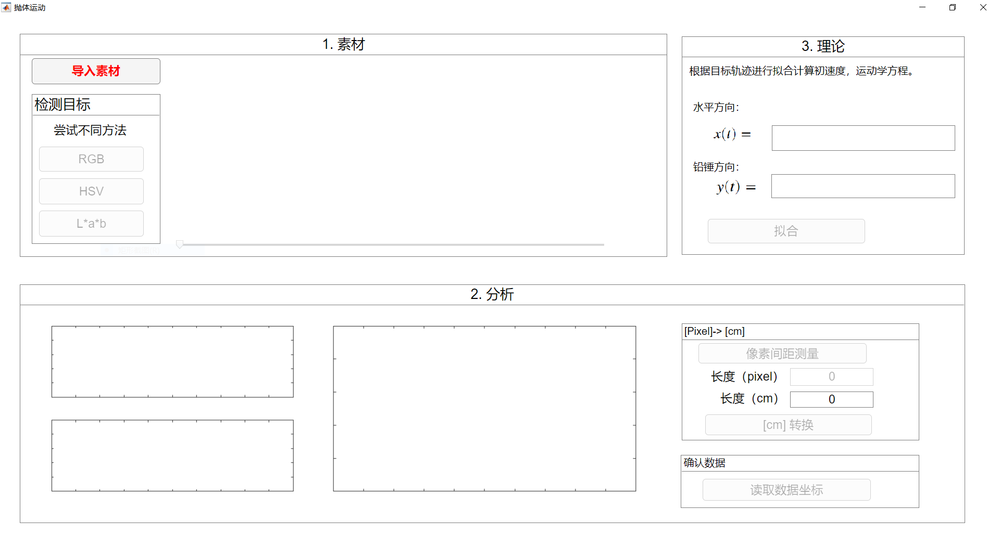 抛体运动
1. 素材
导入素材
检测目标
尝试不同方法
RGB
HSV
L*a*b
3. 理论
根据目标轨迹进行拟合计算初速度，运动学方程。
水平方向：
x(t) =
铅锤方向：
y(t) =
拟合
2. 分析
[Pixel]-> [cm]
像素间距测量
长度（pixel） 0
长度（cm） 0
[cm] 转换
确认数据
读取数据坐标